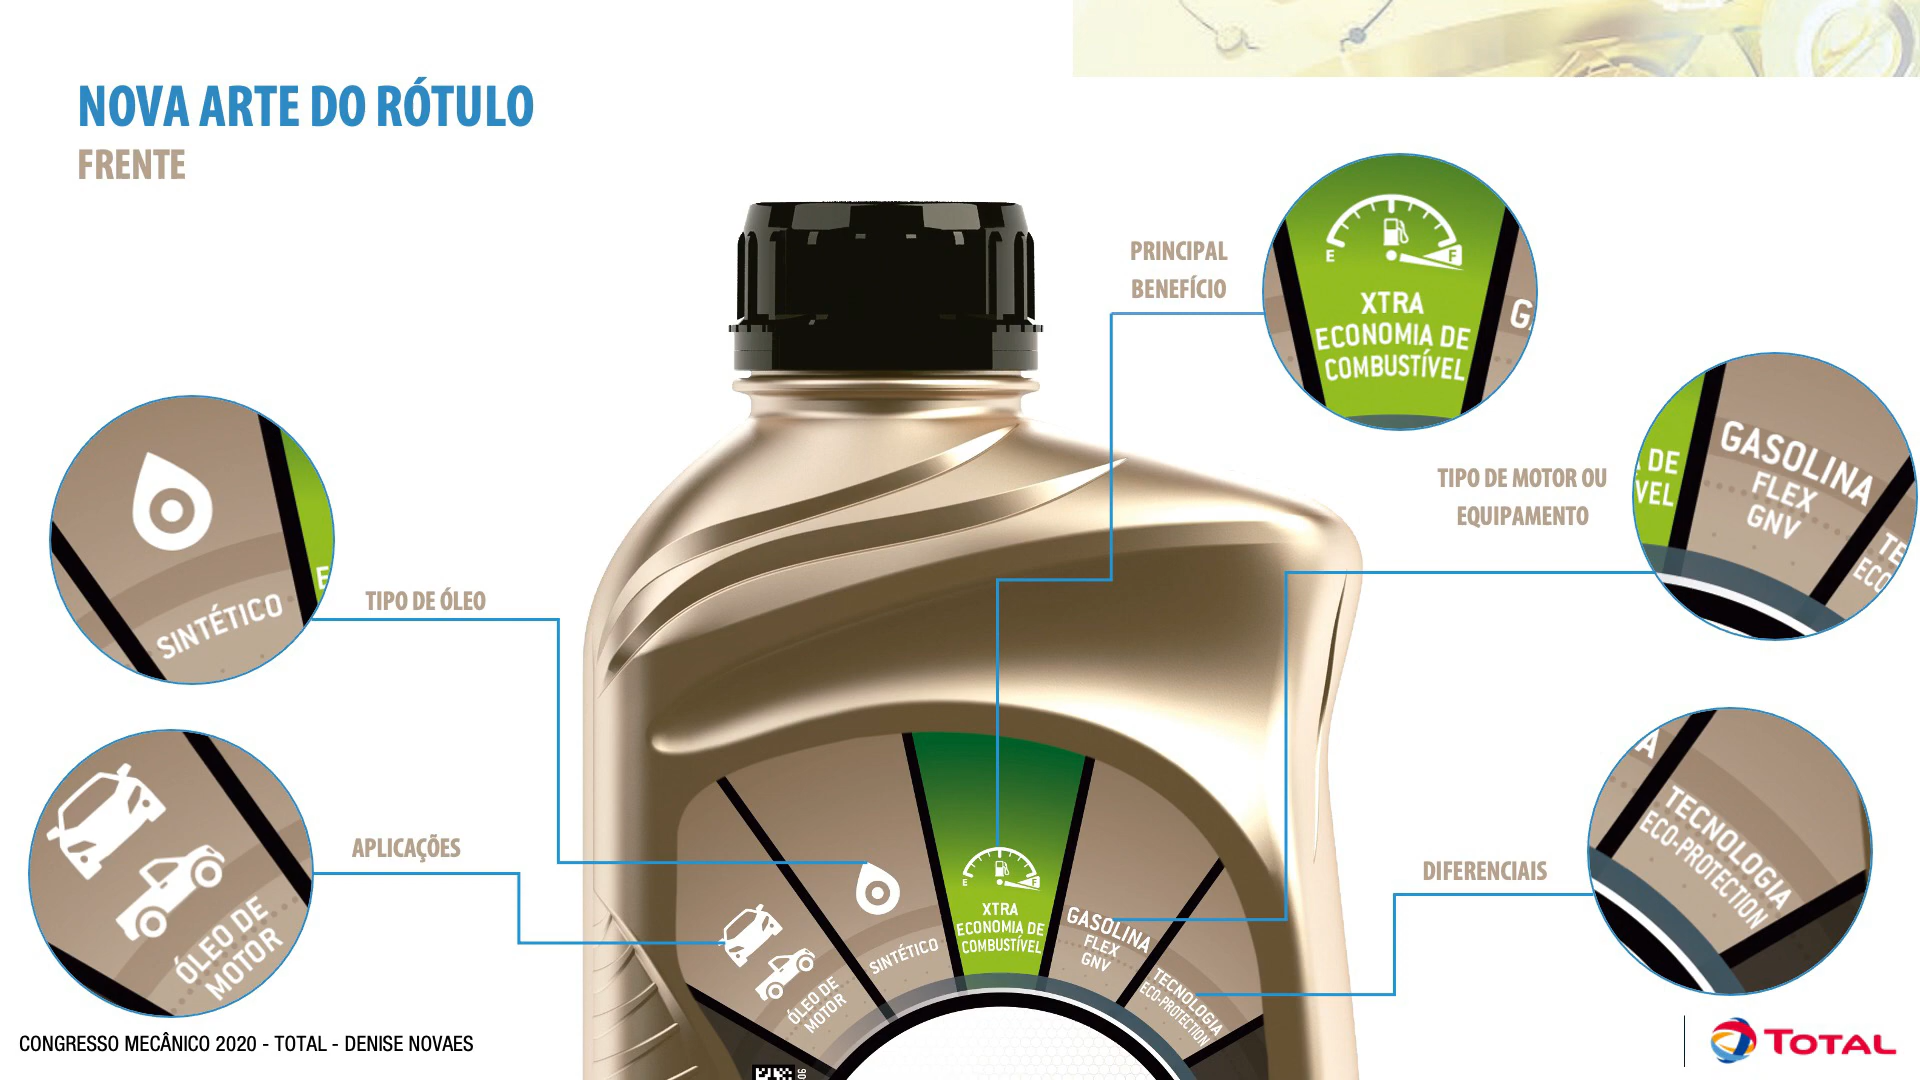 NOVA ARTE DO RÓTULO
FRENTE
PRINCIPAL
BENEFÍCIO
E
F
XTRA
ECONOMIA DE
COMBUSTÍVEL
G
TIPO DE MOTOR OU
EQUIPAMENTO
DE
VEL
GASOLINA
FLEX
GNV
TE
ECO
SINTÉTICO
E
TIPO DE ÓLEO
ÓLEO DE
MOTOR
APLICAÇÕES
DIFERENCIAIS
A
TECNOLOGIA
ECO-PROTECTION
ÓLEO DE
MOTOR
SINTÉTICO
E
F
XTRA
ECONOMIA DE
COMBUSTÍVEL
GASOLINA
FLEX
GNV
TECNOLOGIA
ECO-PROTECTION
CONGRESSO MECÂNICO 2020 - TOTAL - DENISE NOVAES
TOTAL